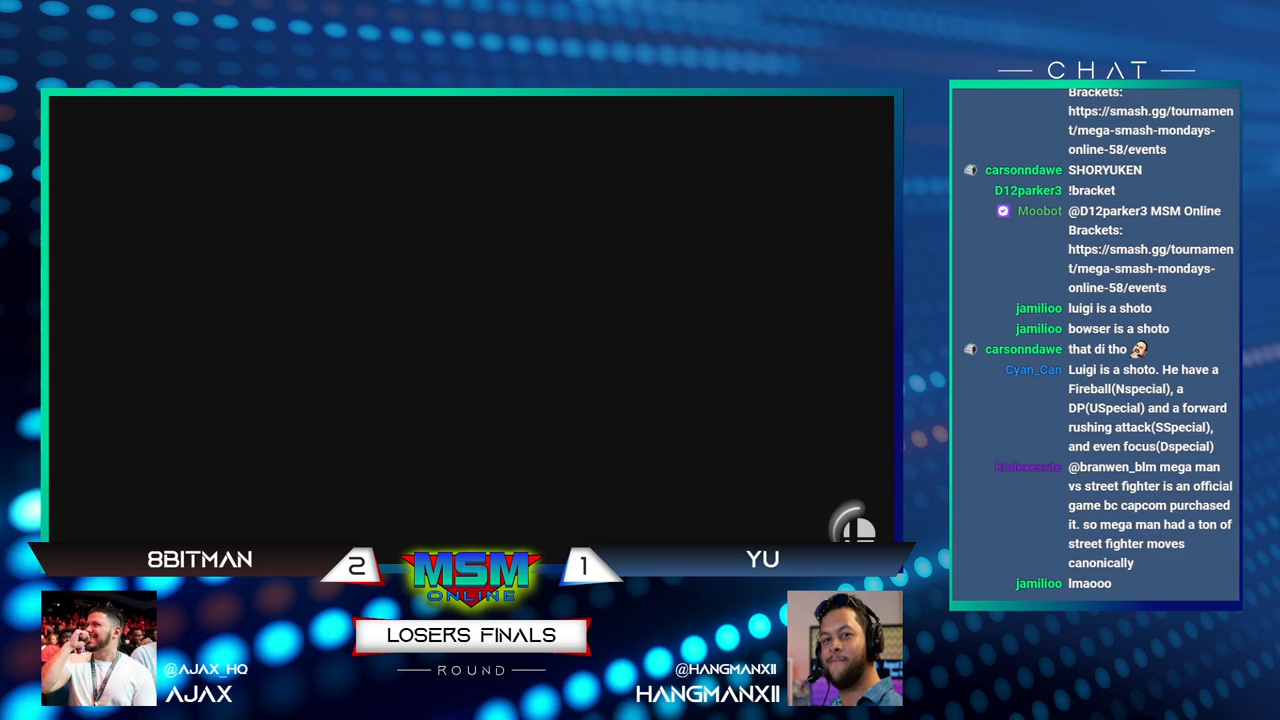 CHAT
Brackets:
https://smash.gg/tournamen
t/mega-smash-mondays-
online-58/events
carsonndawe SHORYUKEN
D12parker3 !bracket
Moobot @D12parker3 MSM Online
Brackets:
https://smash.gg/tournamen
t/mega-smash-mondays-
online-58/events
jamilioo luigi is a shoto
jamilioo bowser is a shoto
carsonndawe that di tho
Cyan_Can Luigi is a shoto. He have a
Fireball(Nspecial), a
DP(USpecial) and a forward
rushing attack(SSpecial),
and even focus(Dspecial)
@branwen_blm mega man
vs street fighter is an official
game bc capcom purchased
it. so mega man had a ton of
street fighter moves
canonically
jamilioo lmaooo
8BITMAN 2 MSM ONLINE 1 YU
LOSERS FINALS
ROUND
@AJAX_HQ
AJAX
@HANGMANXII
HANGMANXII